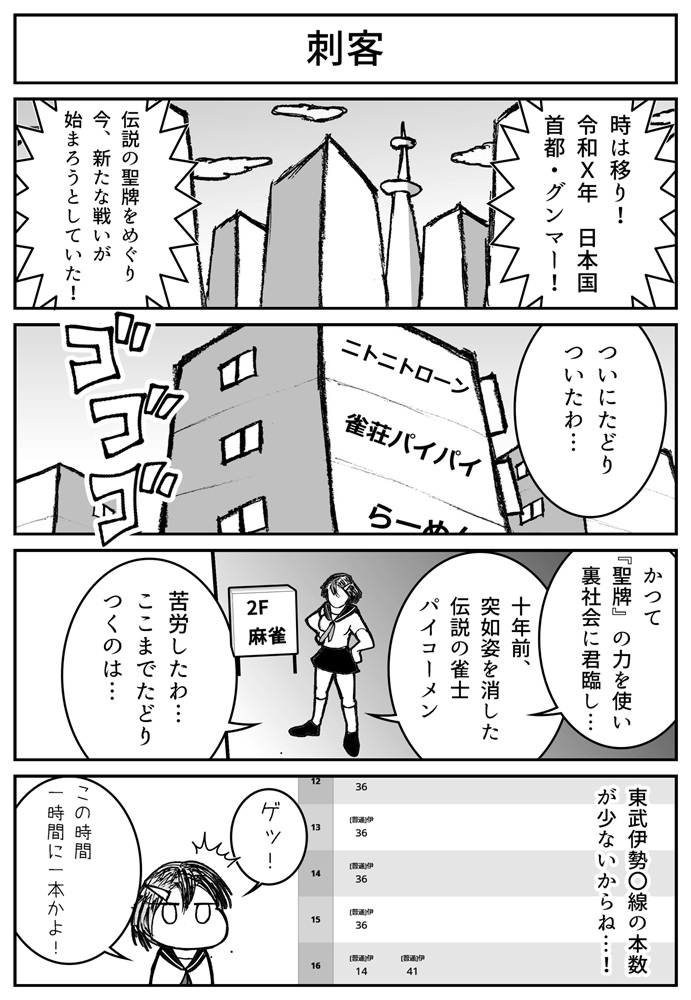 刺客
時は移り！
令和X年　日本国
首都・グンマー！
伝説の聖牌をめぐり
今、新たな戦いが
始まろうとしていた！
ついにたどり
ついたわ…
ニトニトローン
雀荘パイパイ
らーめん
ゴゴゴ
かつて
『聖牌』の力を使い
裏社会に君臨し…
十年前、
突如姿を消した
伝説の雀士
パイコーメン
2F
麻雀
苦労したわ…
ここまでたどり
つくのは…
東武伊勢〇線の本数
が少ないからね…！
12
36
13
[普通]伊
36
14
[普通]伊
36
15
[普通]伊
36
16
[普通]伊 [普通]伊
14 41
ゲッ！
この時間
一時間に一本かよ！